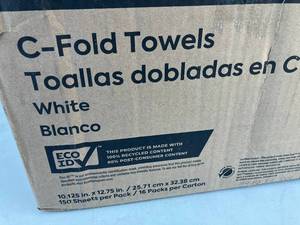 C-Fold Towels
Toallas dobladas en C
White
Blanco
ECO
ID
THIS PRODUCT IS MADE WITH
100% RECYCLED CONTENT
40% POST-CONSUMER CONTENT
10.125 in. x 12.75 in. / 25.71 cm x 32.38 cm
150 Sheets per Pack / 16 Packs per Carton